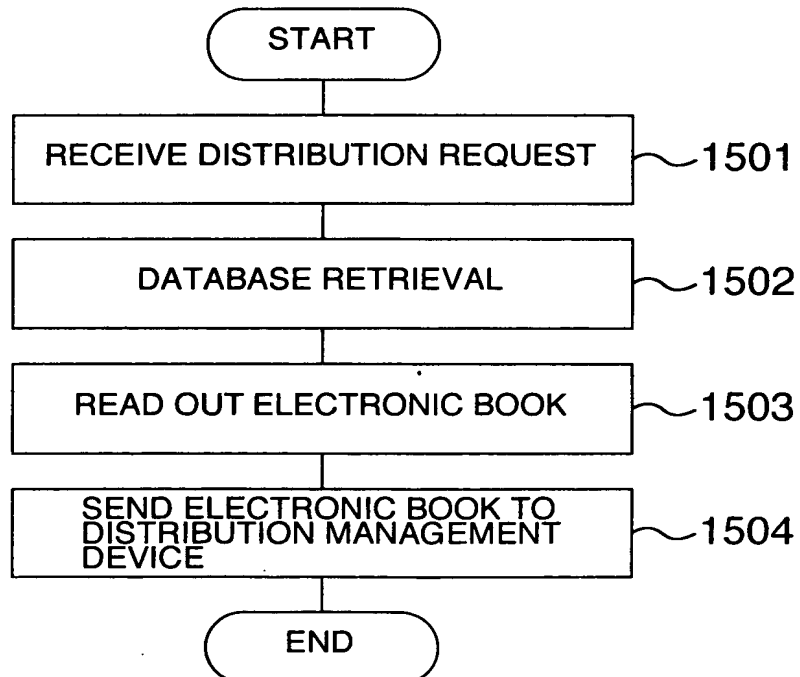 START
RECEIVE DISTRIBUTION REQUEST 1501
DATABASE RETRIEVAL 1502
READ OUT ELECTRONIC BOOK 1503
SEND ELECTRONIC BOOK TO
DISTRIBUTION MANAGEMENT
DEVICE
1504
END